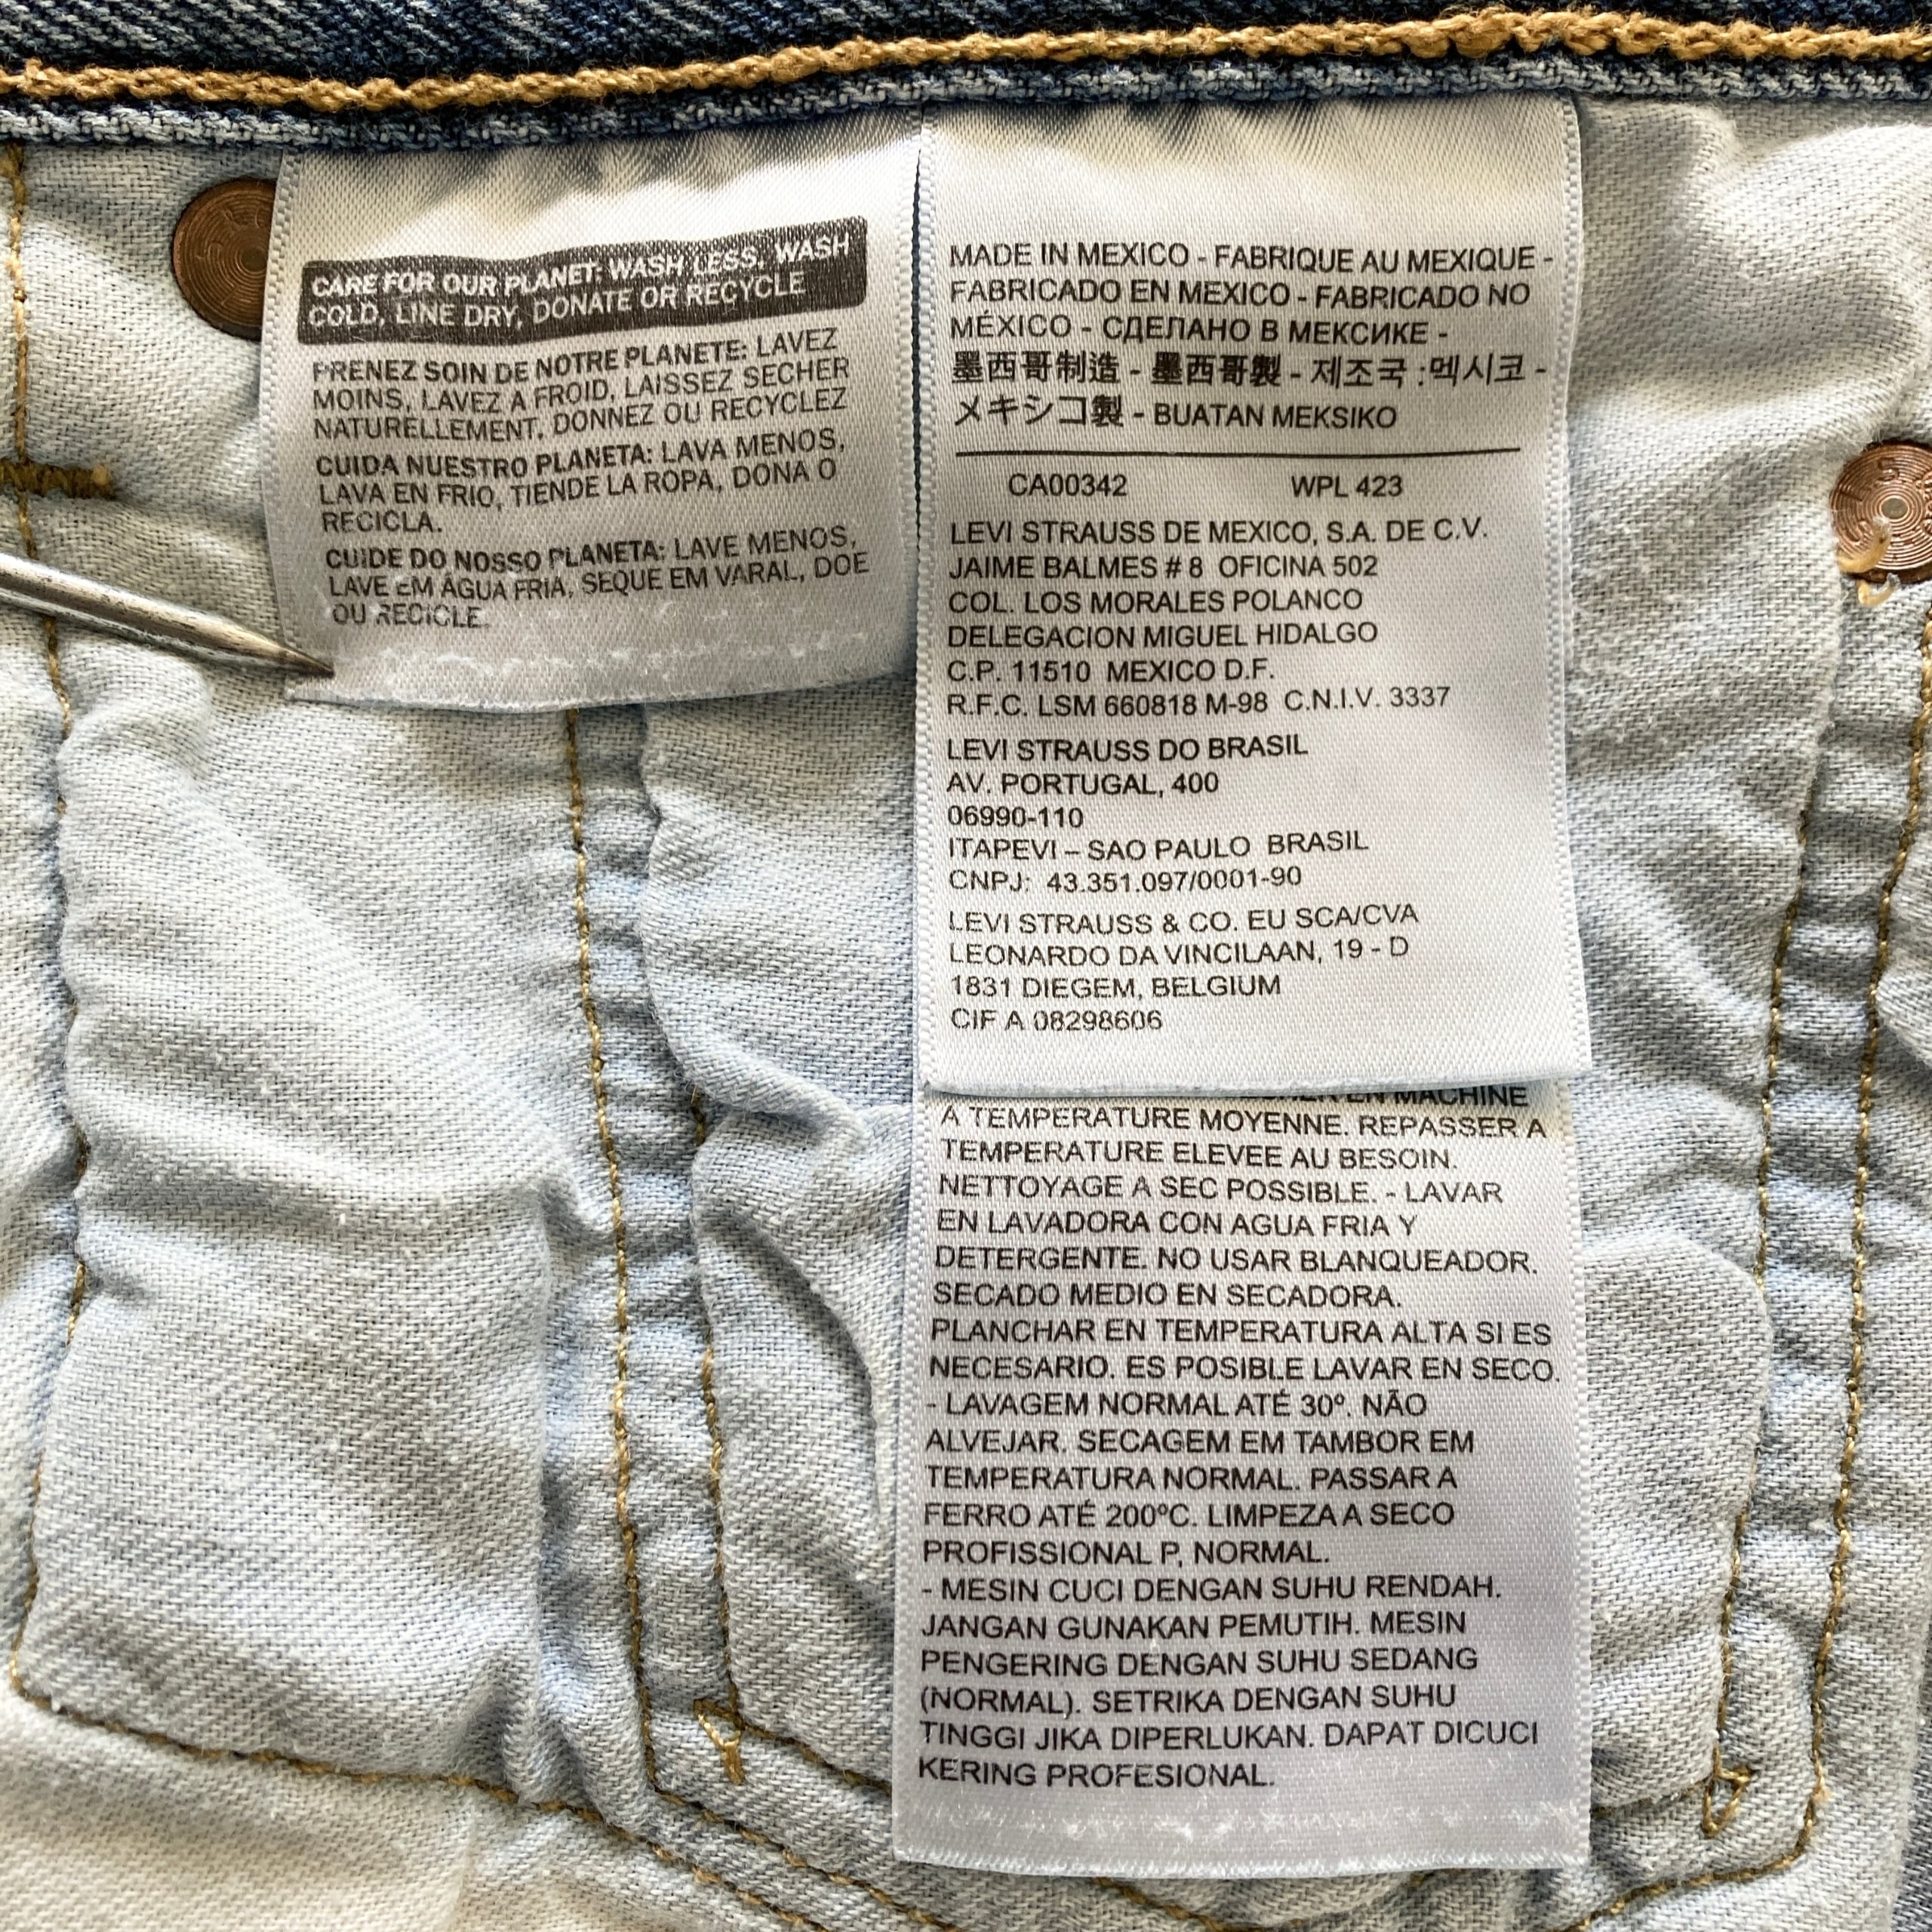 CARE FOR OUR PLANET: WASH LESS, WASH
COLD, LINE DRY, DONATE OR RECYCLE
PRENEZ SOIN DE NOTRE PLANETE: LAVEZ
MOINS, LAVEZ A FROID, LAISSEZ SECHER
NATURELLEMENT, DONNEZ OU RECYCLEZ
CUIDA NUESTRO PLANETA: LAVA MENOS,
LAVA EN FRIO, TIENDE LA ROPA, DONA O
RECICLA.
CUIDE DO NOSSO PLANETA: LAVE MENOS,
LAVE EM ÁGUA FRIA, SEQUE EM VARAL, DOE
OU RECICLE.
MADE IN MEXICO - FABRIQUE AU MEXIQUE -
FABRICADO EN MEXICO - FABRICADO NO
MÉXICO - СДЕЛАНО В МЕКСИКЕ -
墨西哥制造 - 墨西哥製 - 제조국 :멕시코 -
メキシコ製 - BUATAN MEKSIKO
CA00342 WPL 423
LEVI STRAUSS DE MEXICO, S.A. DE C.V.
JAIME BALMES # 8 OFICINA 502
COL. LOS MORALES POLANCO
DELEGACION MIGUEL HIDALGO
C.P. 11510 MEXICO D.F.
R.F.C. LSM 660818 M-98 C.N.I.V. 3337
LEVI STRAUSS DO BRASIL
AV. PORTUGAL, 400
06990-110
ITAPEVI – SAO PAULO BRASIL
CNPJ: 43.351.097/0001-90
LEVI STRAUSS & CO. EU SCA/CVA
LEONARDO DA VINCILAAN, 19 - D
1831 DIEGEM, BELGIUM
CIF A 08298606
EN MACHINE
A TEMPERATURE MOYENNE. REPASSER A
TEMPERATURE ELEVEE AU BESOIN.
NETTOYAGE A SEC POSSIBLE. - LAVAR
EN LAVADORA CON AGUA FRIA Y
DETERGENTE. NO USAR BLANQUEADOR.
SECADO MEDIO EN SECADORA.
PLANCHAR EN TEMPERATURA ALTA SI ES
NECESARIO. ES POSIBLE LAVAR EN SECO.
- LAVAGEM NORMAL ATÉ 30º. NÃO
ALVEJAR. SECAGEM EM TAMBOR EM
TEMPERATURA NORMAL. PASSAR A
FERRO ATÉ 200ºC. LIMPEZA A SECO
PROFISSIONAL P, NORMAL.
- MESIN CUCI DENGAN SUHU RENDAH.
JANGAN GUNAKAN PEMUTIH. MESIN
PENGERING DENGAN SUHU SEDANG
(NORMAL). SETRIKA DENGAN SUHU
TINGGI JIKA DIPERLUKAN. DAPAT DICUCI
KERING PROFESIONAL.